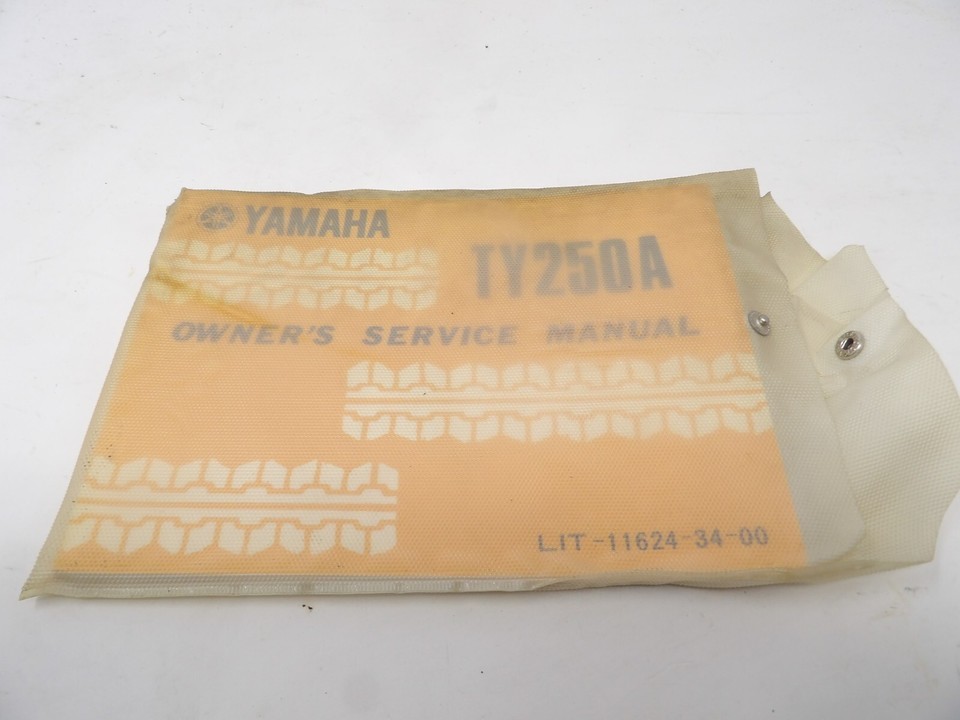 YAMAHA
TY250A
OWNER'S SERVICE MANUAL
LIT-11624-34-00